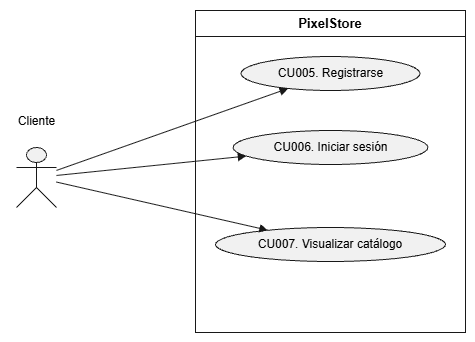 PixelStore
CU005. Registrarse
Cliente
CU006. Iniciar sesión
CU007. Visualizar catálogo